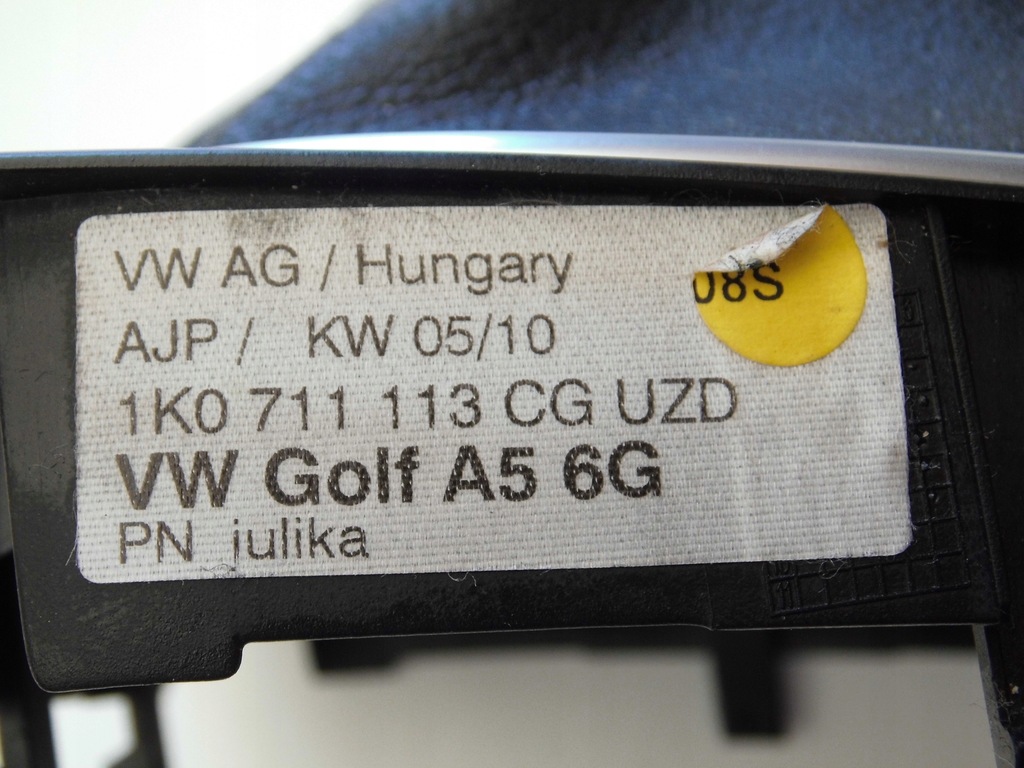 VW AG / Hungary
08S
AJP / KW 05/10
1K0 711 113 CG UZD
VW Golf A5 6G
PN julika